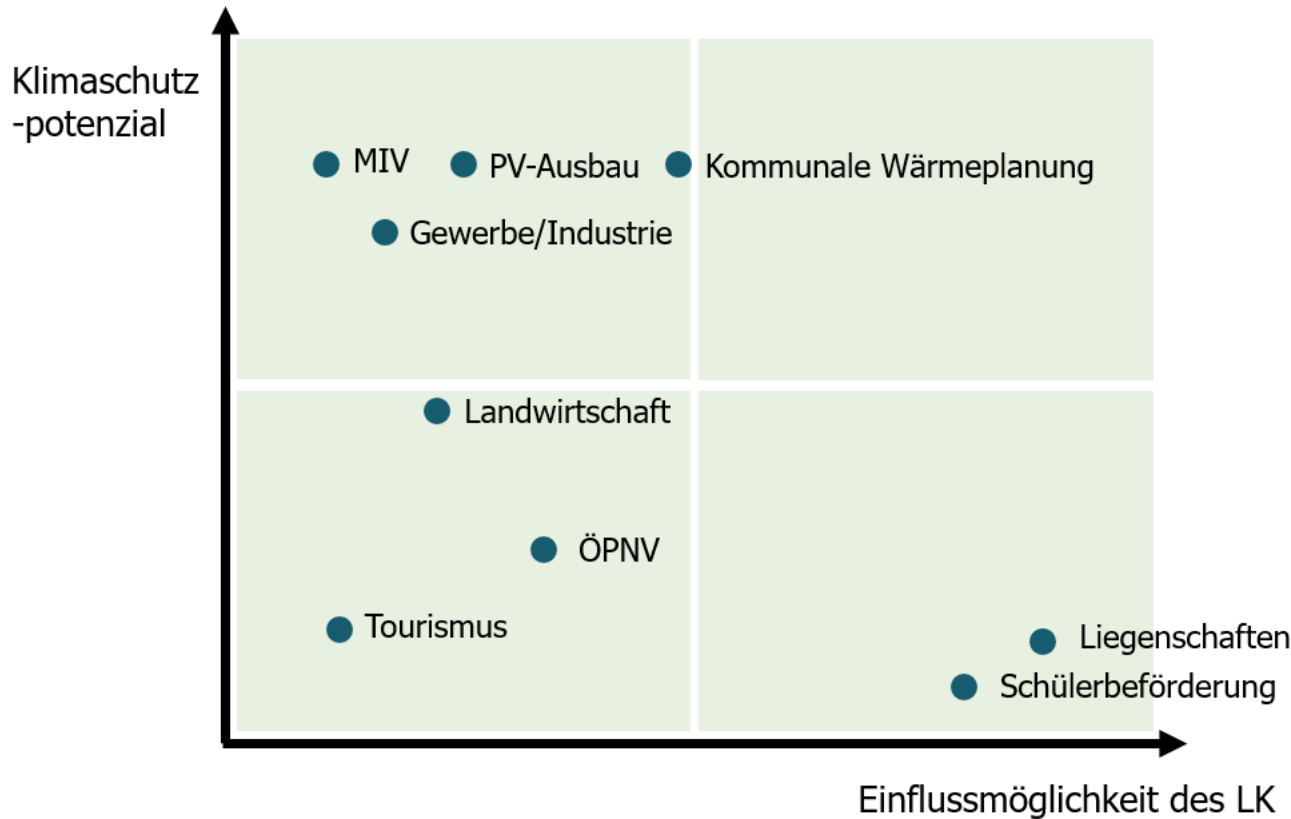 Klimaschutz
-potenzial
MIV
PV-Ausbau
Kommunale Wärmeplanung
Gewerbe/Industrie
Landwirtschaft
ÖPNV
Tourismus
Liegenschaften
Schülerbeförderung
Einflussmöglichkeit des LK